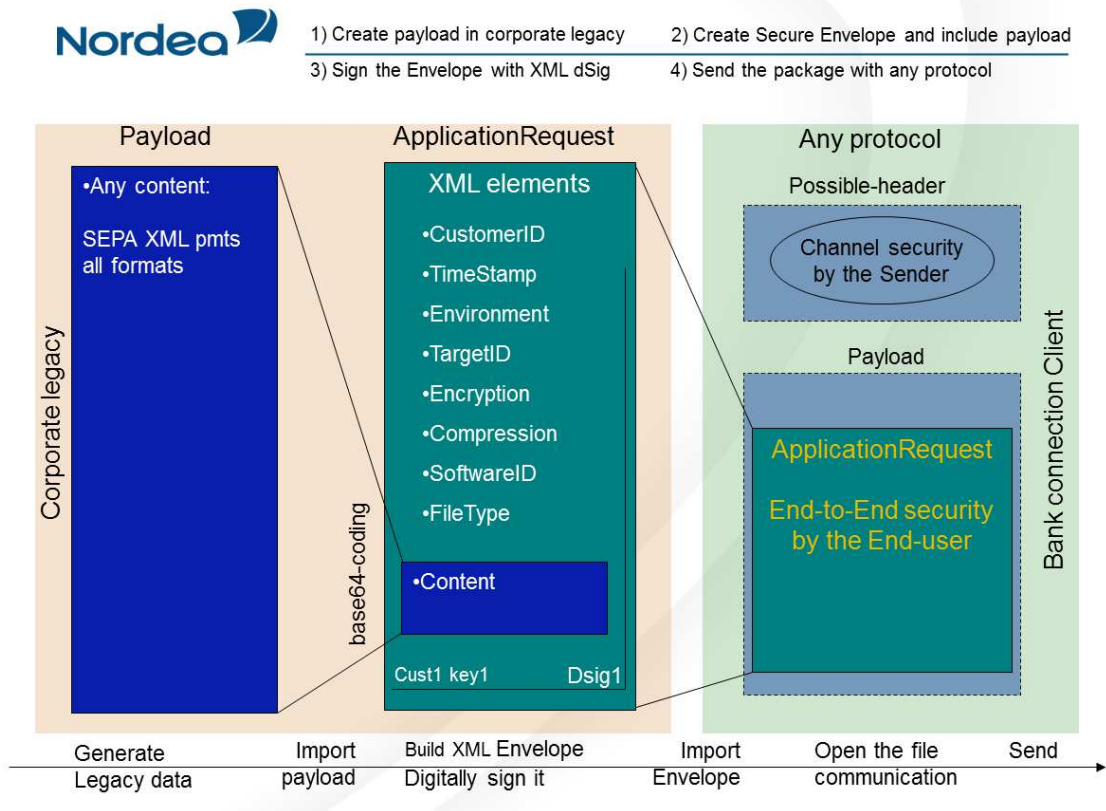 Nordea
1) Create payload in corporate legacy
2) Create Secure Envelope and include payload
3) Sign the Envelope with XML dSig
4) Send the package with any protocol
Payload
ApplicationRequest
Any protocol
Corporate legacy
•Any content:
SEPA XML pmts
all formats
base64-coding
XML elements
•CustomerID
•TimeStamp
•Environment
•TargetID
•Encryption
•Compression
•SoftwareID
•FileType
•Content
Cust1 key1
Dsig1
Possible-header
Channel security
by the Sender
Payload
ApplicationRequest
End-to-End security
by the End-user
Bank connection Client
Generate
Legacy data
Import
payload
Build XML Envelope
Digitally sign it
Import
Envelope
Open the file
communication
Send